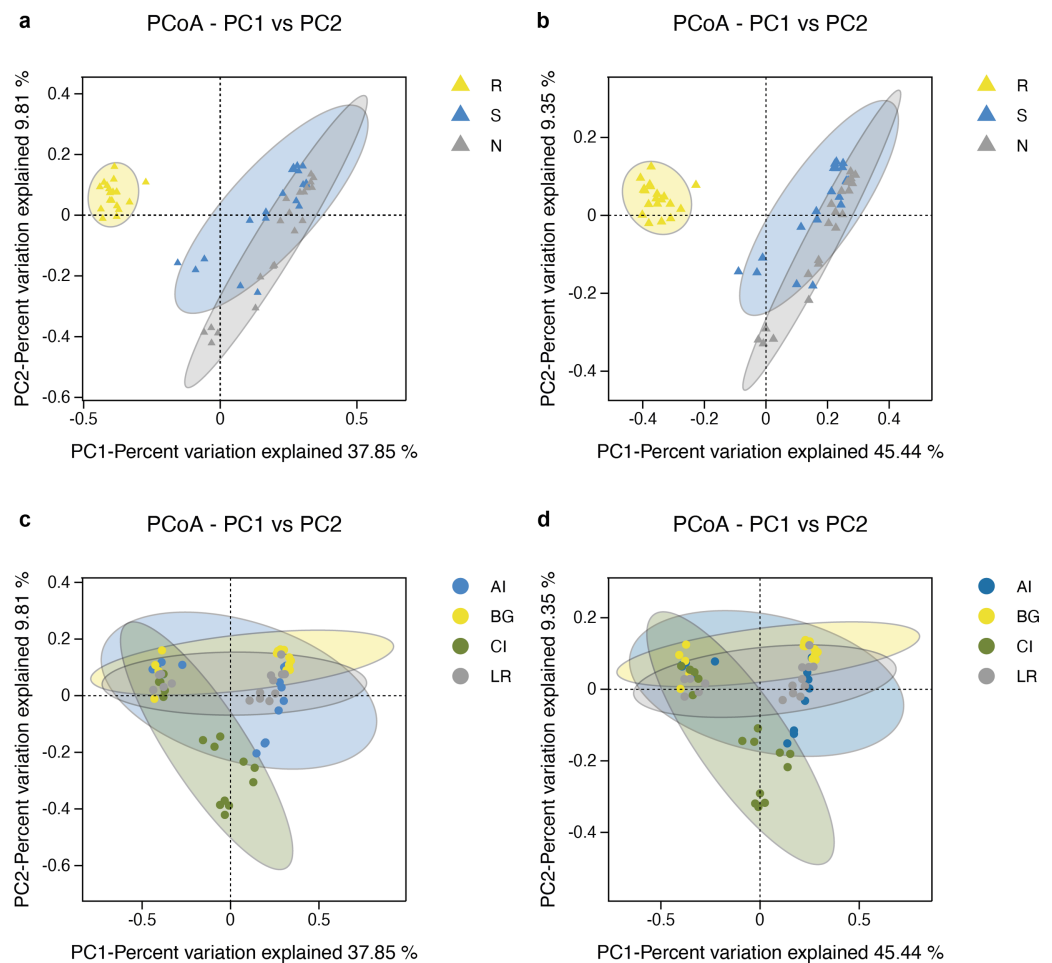 a
PCoA - PC1 vs PC2
PC2-Percent variation explained 9.81 %
0.4
0.2
0
-0.2
-0.4
-0.6
-0.5
0
0.5
PC1-Percent variation explained 37.85 %
R
S
N
b
PCoA - PC1 vs PC2
PC2-Percent variation explained 9.35 %
0.2
0
-0.2
-0.4
-0.4
-0.2
0
0.2
0.4
PC1-Percent variation explained 45.44 %
R
S
N
c
PCoA - PC1 vs PC2
PC2-Percent variation explained 9.81 %
0.4
0.2
0
-0.2
-0.4
-0.6
-0.5
0
0.5
PC1-Percent variation explained 37.85 %
AI
BG
CI
LR
d
PCoA - PC1 vs PC2
PC2-Percent variation explained 9.35 %
0.2
0
-0.2
-0.4
-0.5
0
0.5
PC1-Percent variation explained 45.44 %
AI
BG
CI
LR